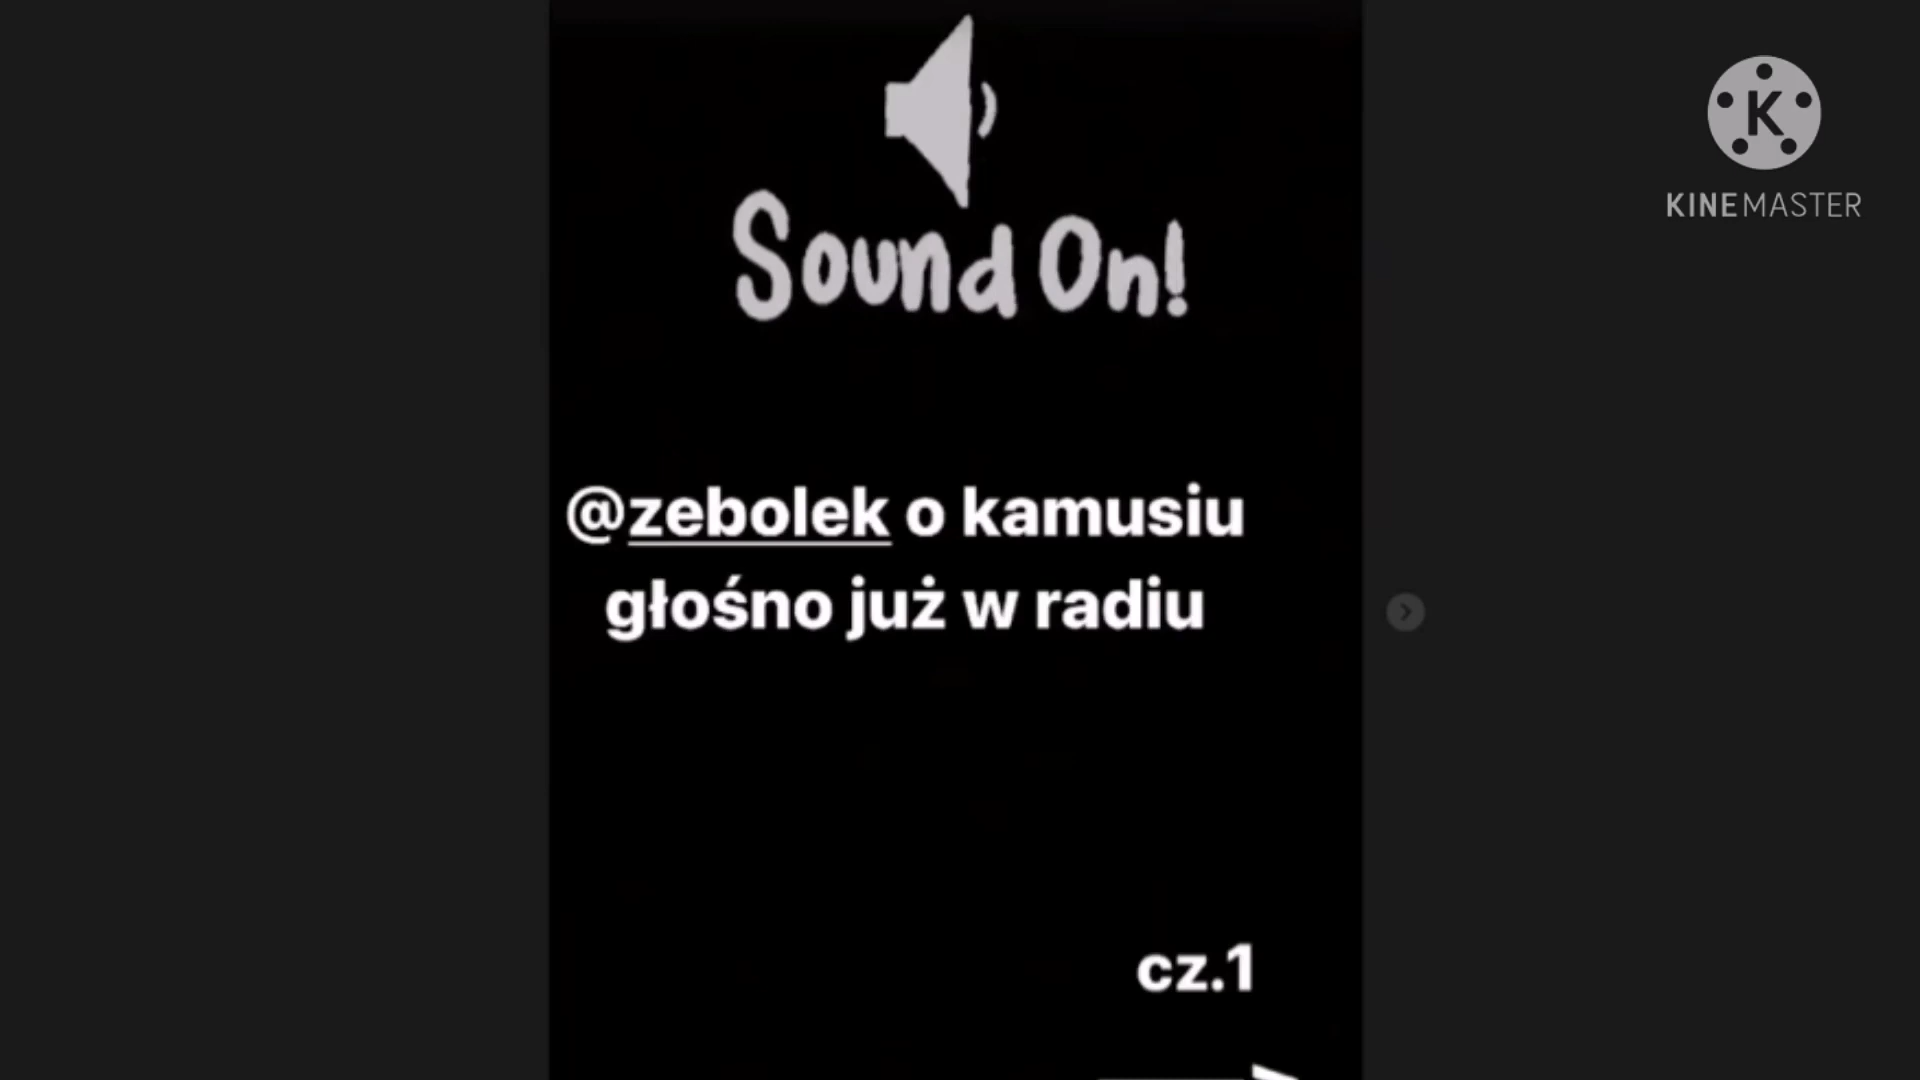 Sound On!
K
KINEMASTER
@zebolek o kamusiu
głośno już w radiu
cz.1